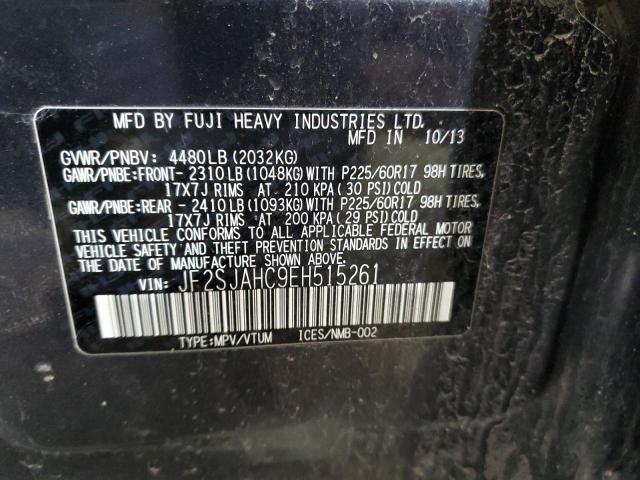 MFD BY FUJI HEAVY INDUSTRIES LTD.
MFD IN 10/13
GVWR/PNBV: 4480LB(2032KG)
GAWR/PNBE:FRONT- 2310LB(1048KG)WITH P225/60R17 98H TIRES,
17X7J RIMS AT 210 KPA(30 PSI)COLD
GAWR/PNBE:REAR - 2410LB(1093KG)WITH P225/60R17 98H TIRES,
17X7J RIMS AT 200 KPA(29 PSI)COLD
THIS VEHICLE CONFORMS TO ALL APPLICABLE FEDERAL MOTOR
VEHICLE SAFETY AND THEFT PREVENTION STANDARDS IN EFFECT
ON THE DATE OF MANUFACTURE SHOWN ABOVE.
VIN: JF2SJAHC9EH515261
TYPE:MPV/VTUM ICES/NMB-002